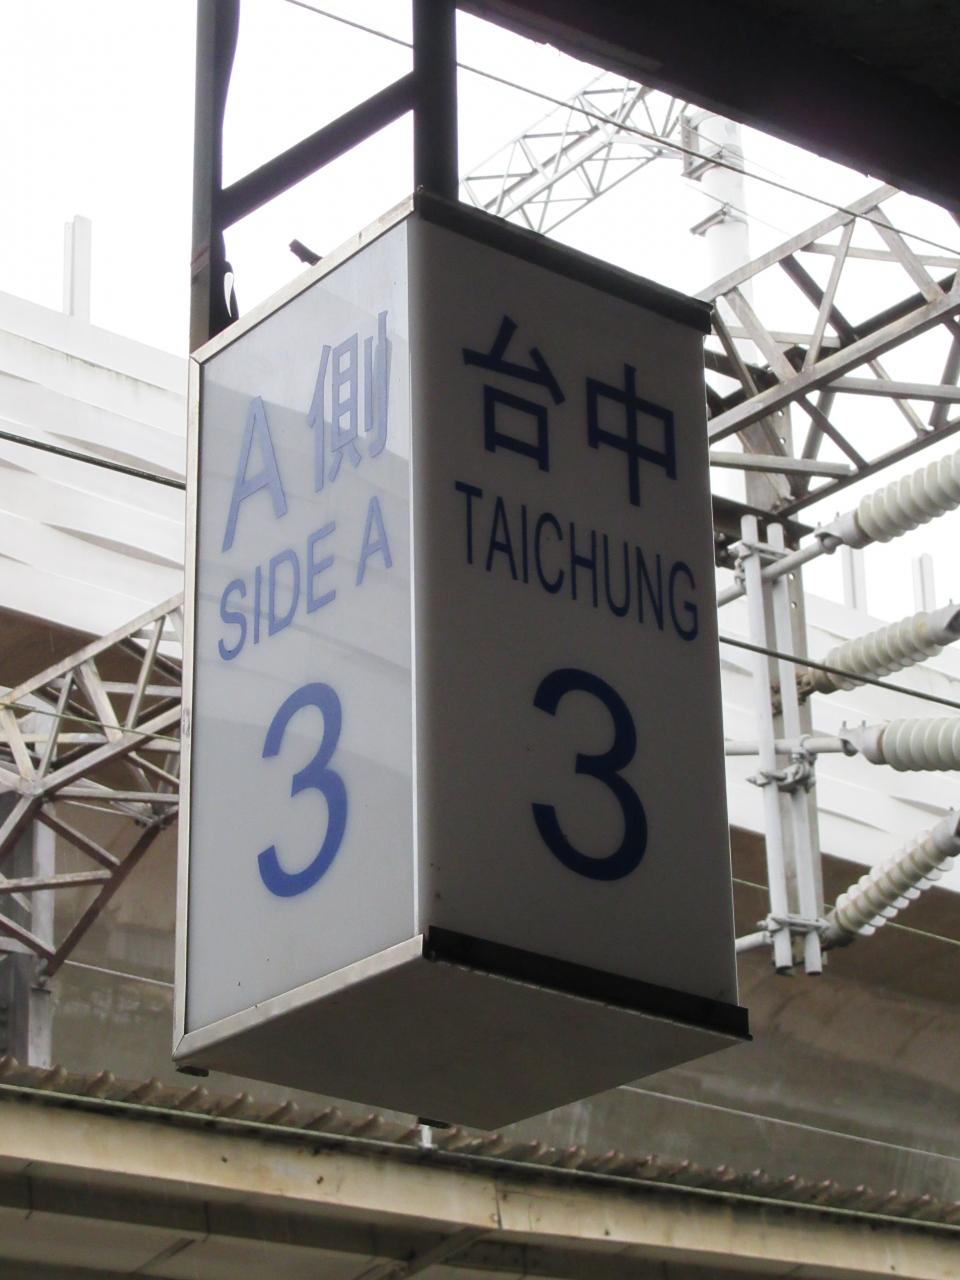 A側
SIDE A
3
台中
TAICHUNG
3